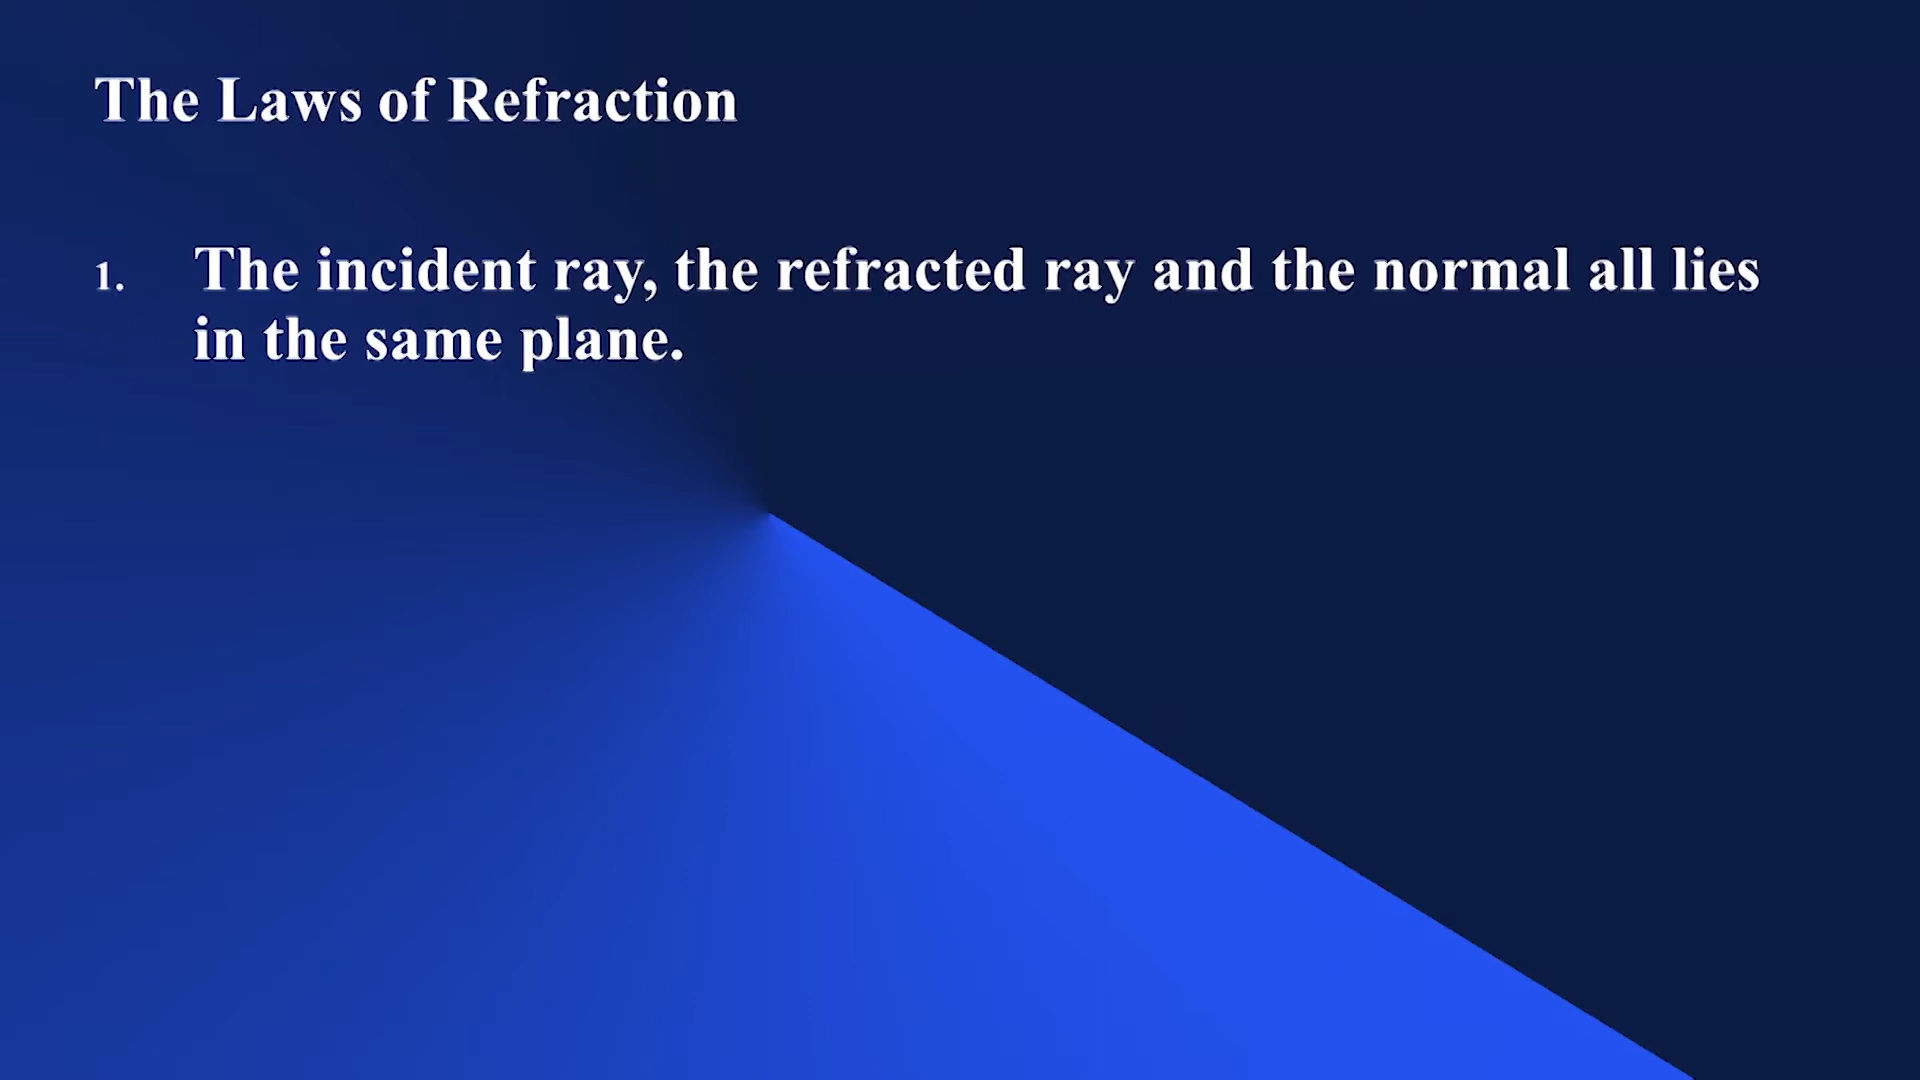 The Laws of Refraction
1. The incident ray, the refracted ray and the normal all lies
in the same plane.